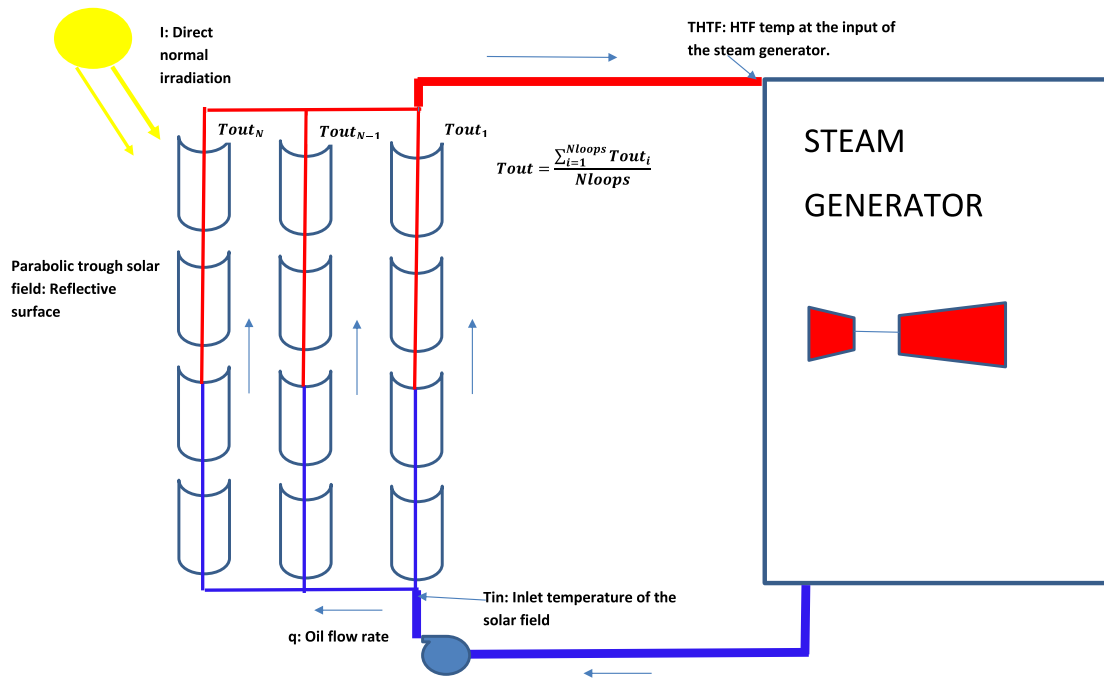 I: Direct
normal
irradiation
THTF: HTF temp at the input of
the steam generator.
Tout_N
Tout_{N−1}
Tout_1
Tout = \frac{\sum_{i=1}^{Nloops} Tout_i}{Nloops}
STEAM
GENERATOR
Parabolic trough solar
field: Reflective
surface
Tin: Inlet temperature of the
solar field
q: Oil flow rate